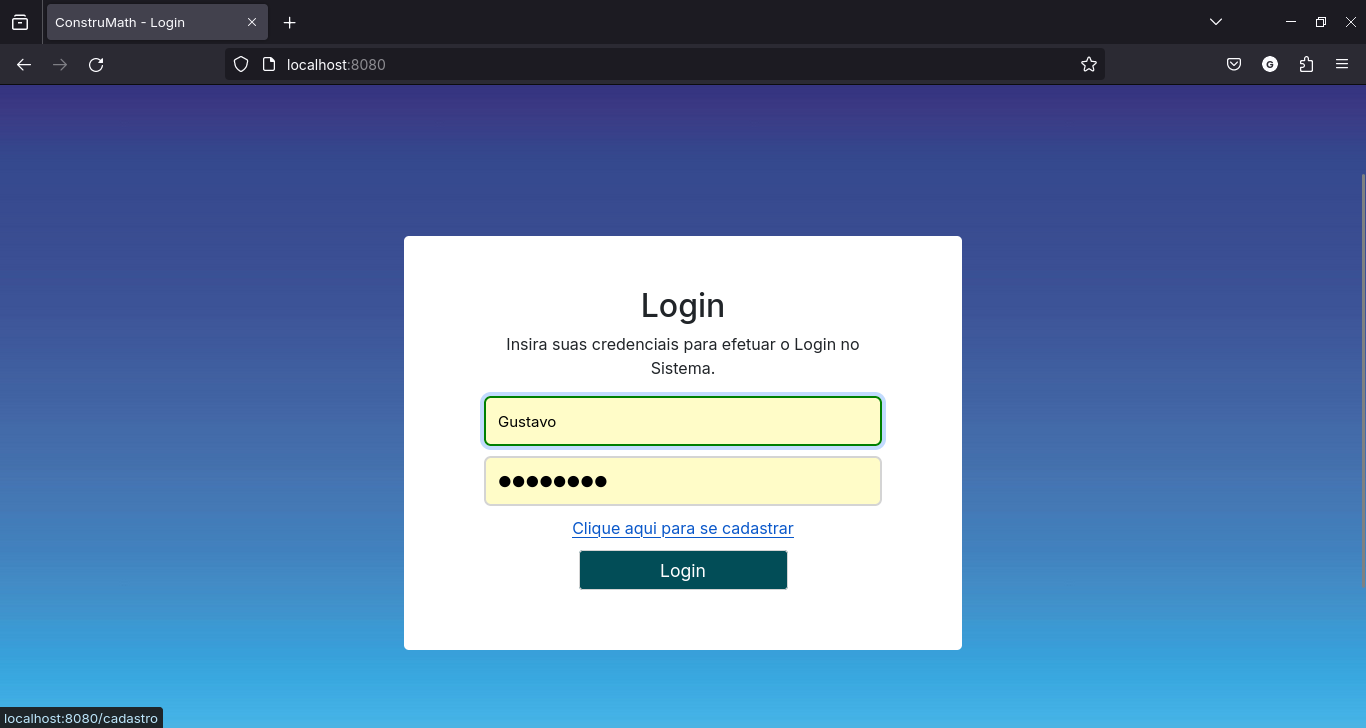 ConstruMath - Login
localhost:8080
G
Login
Insira suas credenciais para efetuar o Login no
Sistema.
Gustavo
●●●●●●●●
Clique aqui para se cadastrar
Login
localhost:8080/cadastro